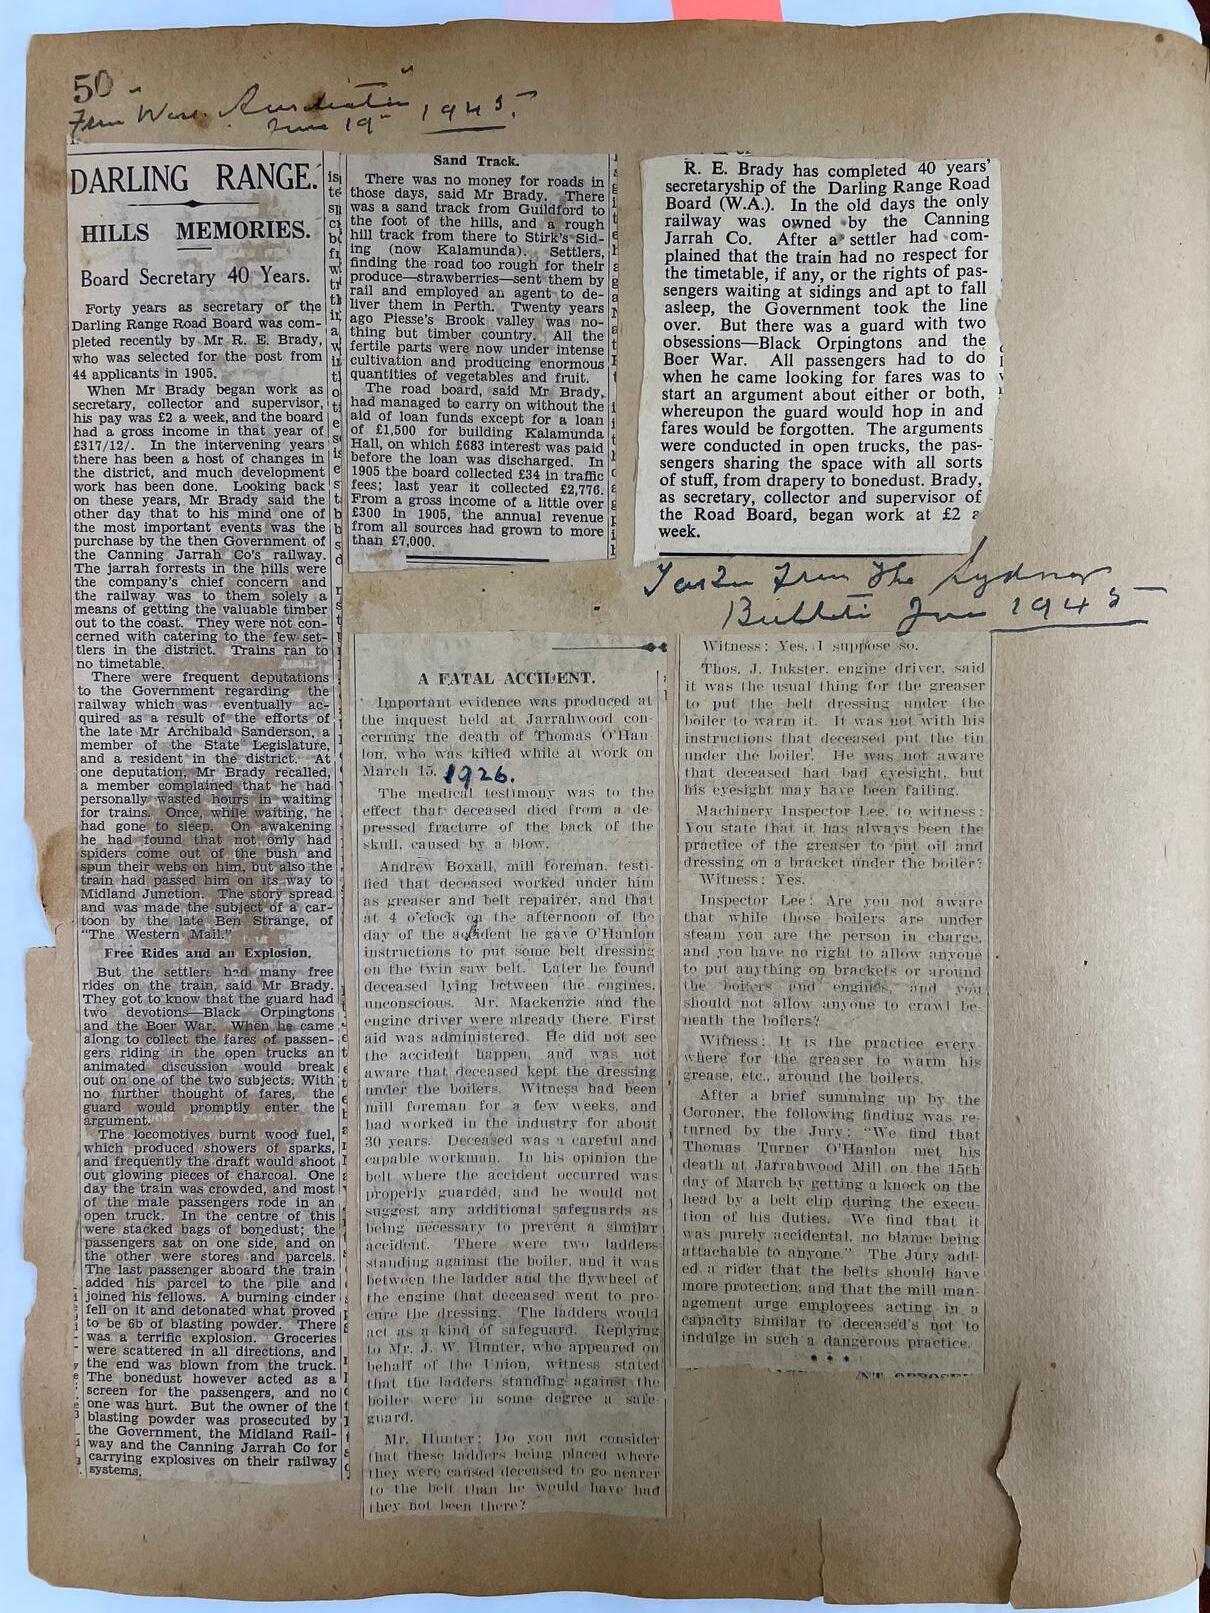 50
"
From West Australian"
June 19" 1945.
DARLING RANGE.
HILLS MEMORIES.
Board Secretary 40 Years.
Forty years as secretary of the
Darling Range Road Board was com-
pleted recently by Mr R. E. Brady,
who was selected for the post from
44 applicants in 1905.
When Mr Brady began work as
secretary, collector and supervisor,
his pay was £2 a week, and the board
had a gross income in that year of
£317/12/. In the intervening years
there has been a host of changes in
the district, and much development
work has been done. Looking back
on these years, Mr Brady said the
other day that to his mind one of
the most important events was the
purchase by the then Government of
the Canning Jarrah Co's railway.
The jarrah forrests in the hills were
the company's chief concern and
the railway was to them solely a
means of getting the valuable timber
out to the coast. They were not con-
cerned with catering to the few set-
tlers in the district. Trains ran to
no timetable.
There were frequent deputations
to the Government regarding the
railway which was eventually ac-
quired as a result of the efforts of
the late Mr Archibald Sanderson, a
member of the State Legislature,
and a resident in the district. At
one deputation, Mr Brady recalled,
a member complained that he had
personally wasted hours in waiting
for trains. Once, while waiting, he
had gone to sleep. On awakening
he had found that not only had
spiders come out of the bush and
spun their webs on him, but also the
train had passed him on its way to
Midland Junction. The story spread
and was made the subject of a car-
toon by the late Ben Strange, of
"The Western Mail."
Free Rides and an Explosion.
But the settlers had many free
rides on the train, said Mr Brady.
They got to know that the guard had
two devotions—Black Orpingtons
and the Boer War. When he came
along to collect the fares of passen-
gers riding in the open trucks an
animated discussion would break
out on one of the two subjects. With
no further thought of fares, the
guard would promptly enter the
argument.
The locomotives burnt wood fuel,
which produced showers of sparks,
and frequently the draft would shoot
out glowing pieces of charcoal. One
day the train was crowded, and most
of the male passengers rode in an
open truck. In the centre of this
were stacked bags of bonedust; the
passengers sat on one side, and on
the other were stores and parcels.
The last passenger aboard the train
added his parcel to the pile and
joined his fellows. A burning cinder
fell on it and detonated what proved
to be 6b of blasting powder. There
was a terrific explosion. Groceries
were scattered in all directions, and
the end was blown from the truck.
The bonedust however acted as a
screen for the passengers, and no
one was hurt. But the owner of the
blasting powder was prosecuted by
the Government, the Midland Rail-
way and the Canning Jarrah Co for
carrying explosives on their railway
systems.
Sand Track.
There was no money for roads in
those days, said Mr Brady. There
was a sand track from Guildford to
the foot of the hills, and a rough
hill track from there to Stirk's Sid-
ing (now Kalamunda). Settlers,
finding the road too rough for their
produce—strawberries—sent them by
rail and employed an agent to de-
liver them in Perth. Twenty years
ago Piesse's Brook valley was no-
thing but timber country. All the
fertile parts were now under intense
cultivation and producing enormous
quantities of vegetables and fruit.
The road board, said Mr Brady,
had managed to carry on without the
aid of loan funds except for a loan
of £1,500 for building Kalamunda
Hall, on which £683 interest was paid
before the loan was discharged. In
1905 the board collected £34 in traffic
fees; last year it collected £2,776.
From a gross income of a little over
£300 in 1905, the annual revenue
from all sources had grown to more
than £7,000.
R. E. Brady has completed 40 years'
secretaryship of the Darling Range Road
Board (W.A.). In the old days the only
railway was owned by the Canning
Jarrah Co. After a settler had com-
plained that the train had no respect for
the timetable, if any, or the rights of pas-
sengers waiting at sidings and apt to fall
asleep, the Government took the line
over. But there was a guard with two
obsessions—Black Orpingtons and the
Boer War. All passengers had to do
when he came looking for fares was to
start an argument about either or both,
whereupon the guard would hop in and
fares would be forgotten. The arguments
were conducted in open trucks, the pas-
sengers sharing the space with all sorts
of stuff, from drapery to bonedust. Brady,
as secretary, collector and supervisor of
the Road Board, began work at £2 a
week.
Taken From The Sydney
Bulletin June 1945
A FATAL ACCIDENT.
Important evidence was produced at
the inquest held at Jarrahwood con-
cerning the death of Thomas O'Han-
lon, who was killed while at work on
March 15. 1926.
The medical testimony was to the
effect that deceased died from a de-
pressed fracture of the back of the
skull, caused by a blow.
Andrew Boxall, mill foreman, testi-
fied that deceased worked under him
as greaser and belt repairer, and that
at 4 o'clock on the afternoon of the
day of the accident he gave O'Hanlon
instructions to put some belt dressing
on the twin saw belt. Later he found
deceased lying between the engines,
unconscious. Mr. Mackenzie and the
engine driver were already there. First
aid was administered. He did not see
the accident happen, and was not
aware that deceased kept the dressing
under the boilers. Witness had been
mill foreman for a few weeks, and
had worked in the industry for about
30 years. Deceased was a careful and
capable workman. In his opinion the
belt where the accident occurred was
properly guarded, and he would not
suggest any additional safeguards as
being necessary to prevent a similar
accident. There were two ladders
standing against the boiler, and it was
between the ladder and the flywheel of
the engine that deceased went to pro-
cure the dressing. The ladders would
act as a kind of safeguard. Replying
to Mr. J. W. Hunter, who appeared on
behalf of the Union, witness stated
that the ladders standing against the
boiler were in some degree a safe-
guard.
Mr. Hunter: Do you not consider
that these ladders being placed where
they were caused deceased to go nearer
to the belt than he would have had
they not been there?
Witness: Yes, I suppose so.
Thos. J. Inkster, engine driver, said
it was the usual thing for the greaser
to put the belt dressing under the
boiler to warm it. It was not with his
instructions that deceased put the tin
under the boiler. He was not aware
that deceased had bad eyesight, but
his eyesight may have been failing.
Machinery Inspector Lee, to witness:
You state that it has always been the
practice of the greaser to put oil and
dressing on a bracket under the boiler?
Witness: Yes.
Inspector Lee: Are you not aware
that while those boilers are under
steam you are the person in charge,
and you have no right to allow anyone
to put anything on brackets or around
the boilers and engines, and you
should not allow anyone to crawl be-
neath the boilers?
Witness: It is the practice every-
where for the greaser to warm his
grease, etc., around the boilers.
After a brief summing up by the
Coroner, the following finding was re-
turned by the Jury: "We find that
Thomas Turner O'Hanlon met his
death at Jarrahwood Mill on the 15th
day of March by getting a knock on the
head by a belt clip during the execu-
tion of his duties. We find that it
was purely accidental, no blame being
attachable to anyone." The Jury add-
ed a rider that the belts should have
more protection, and that the mill man-
agement urge employees acting in a
capacity similar to deceased's not to
indulge in such a dangerous practice.
* * *